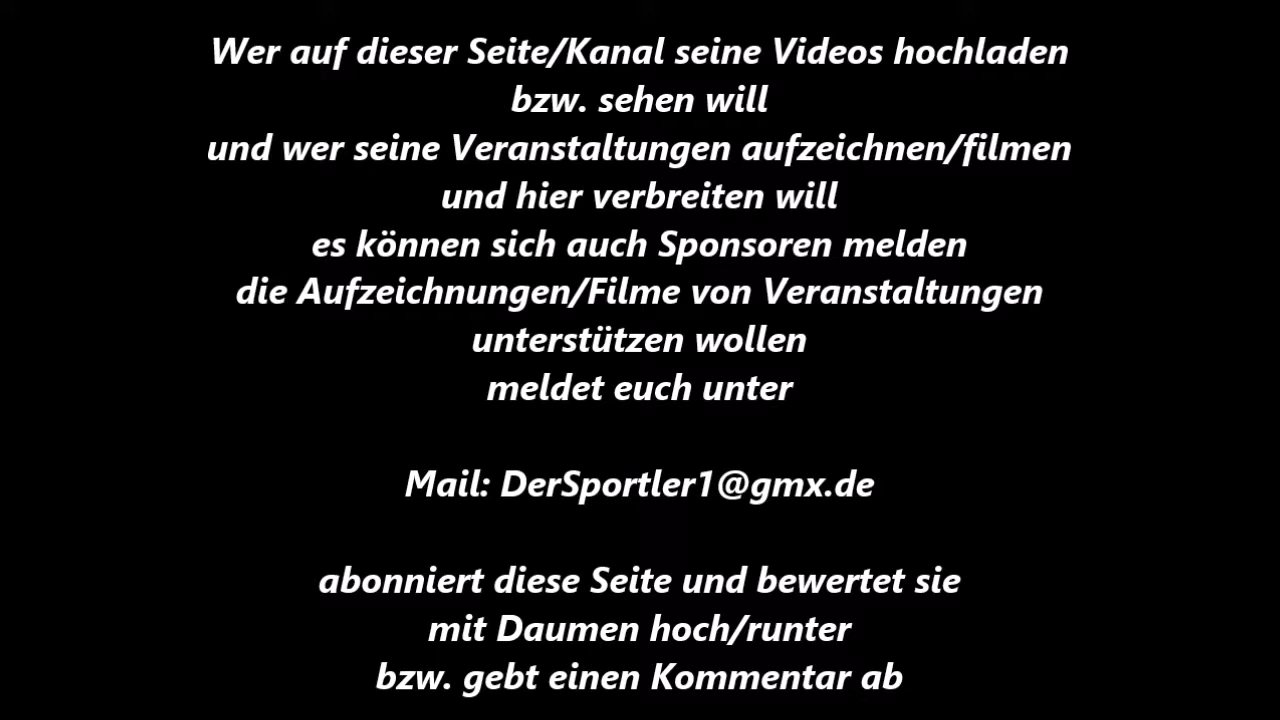 Wer auf dieser Seite/Kanal seine Videos hochladen
bzw. sehen will
und wer seine Veranstaltungen aufzeichnen/filmen
und hier verbreiten will
es können sich auch Sponsoren melden
die Aufzeichnungen/Filme von Veranstaltungen
unterstützen wollen
meldet euch unter
Mail: DerSportler1@gmx.de
abonniert diese Seite und bewertet sie
mit Daumen hoch/runter
bzw. gebt einen Kommentar ab